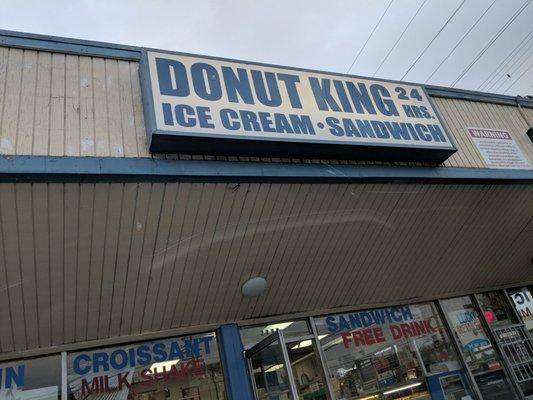 DONUT KING 24 HRS.
ICE CREAM · SANDWICH
WARNING
CROISSANT
MILK SHAKE
SANDWICH
FREE DRINK